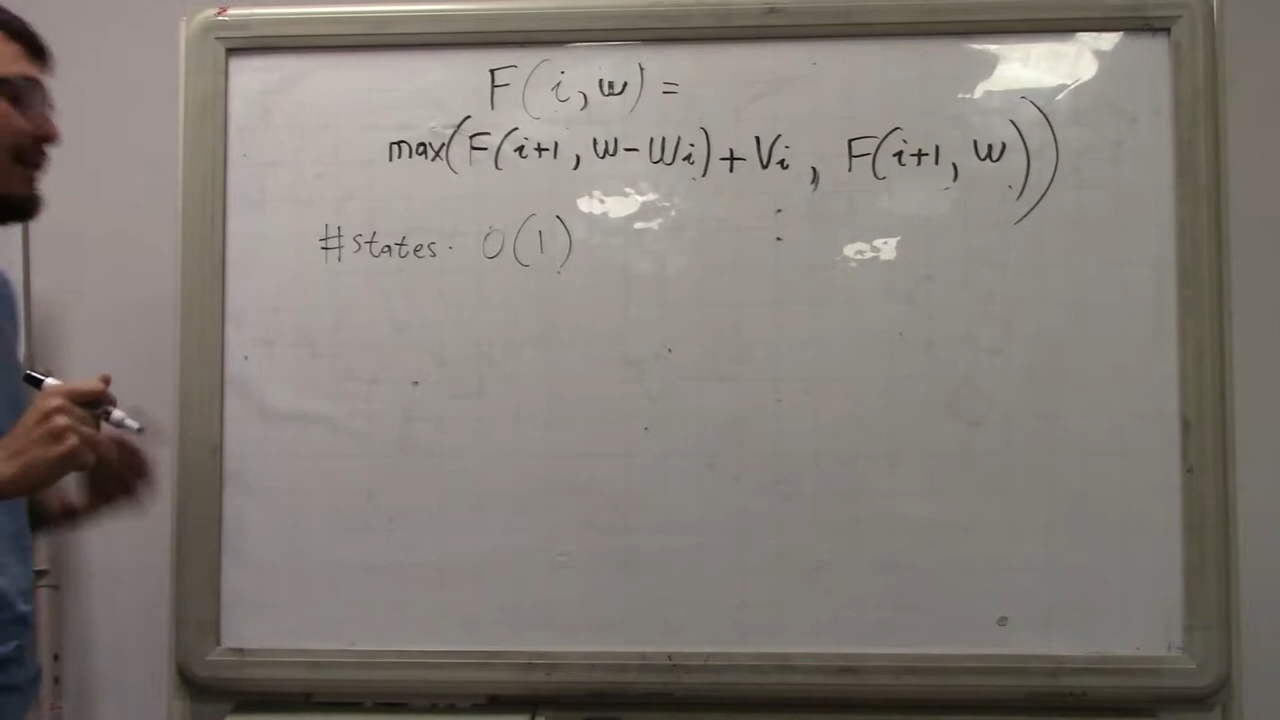 F(i, w) =
max(F(i+1, w-wi)+Vi, F(i+1, w))
#states. O(1)